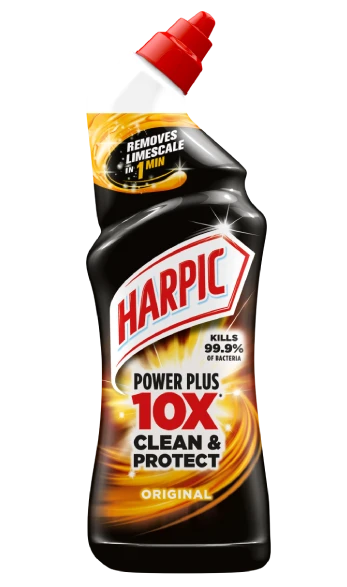 REMOVES
LIMESCALE
IN 1 MIN
HARPIC
KILLS
99.9%
OF BACTERIA
POWER PLUS
10X*
CLEAN &
PROTECT
ORIGINAL